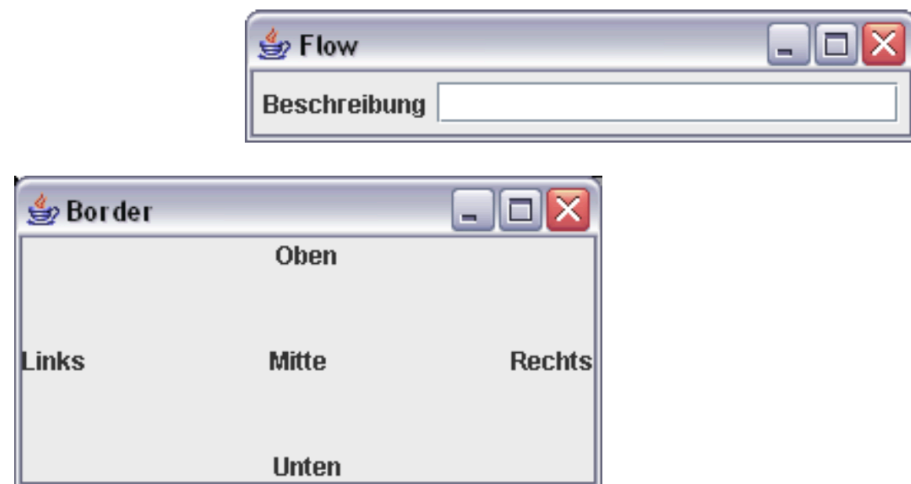 Flow
Beschreibung
Border
Oben
Links Mitte Rechts
Unten